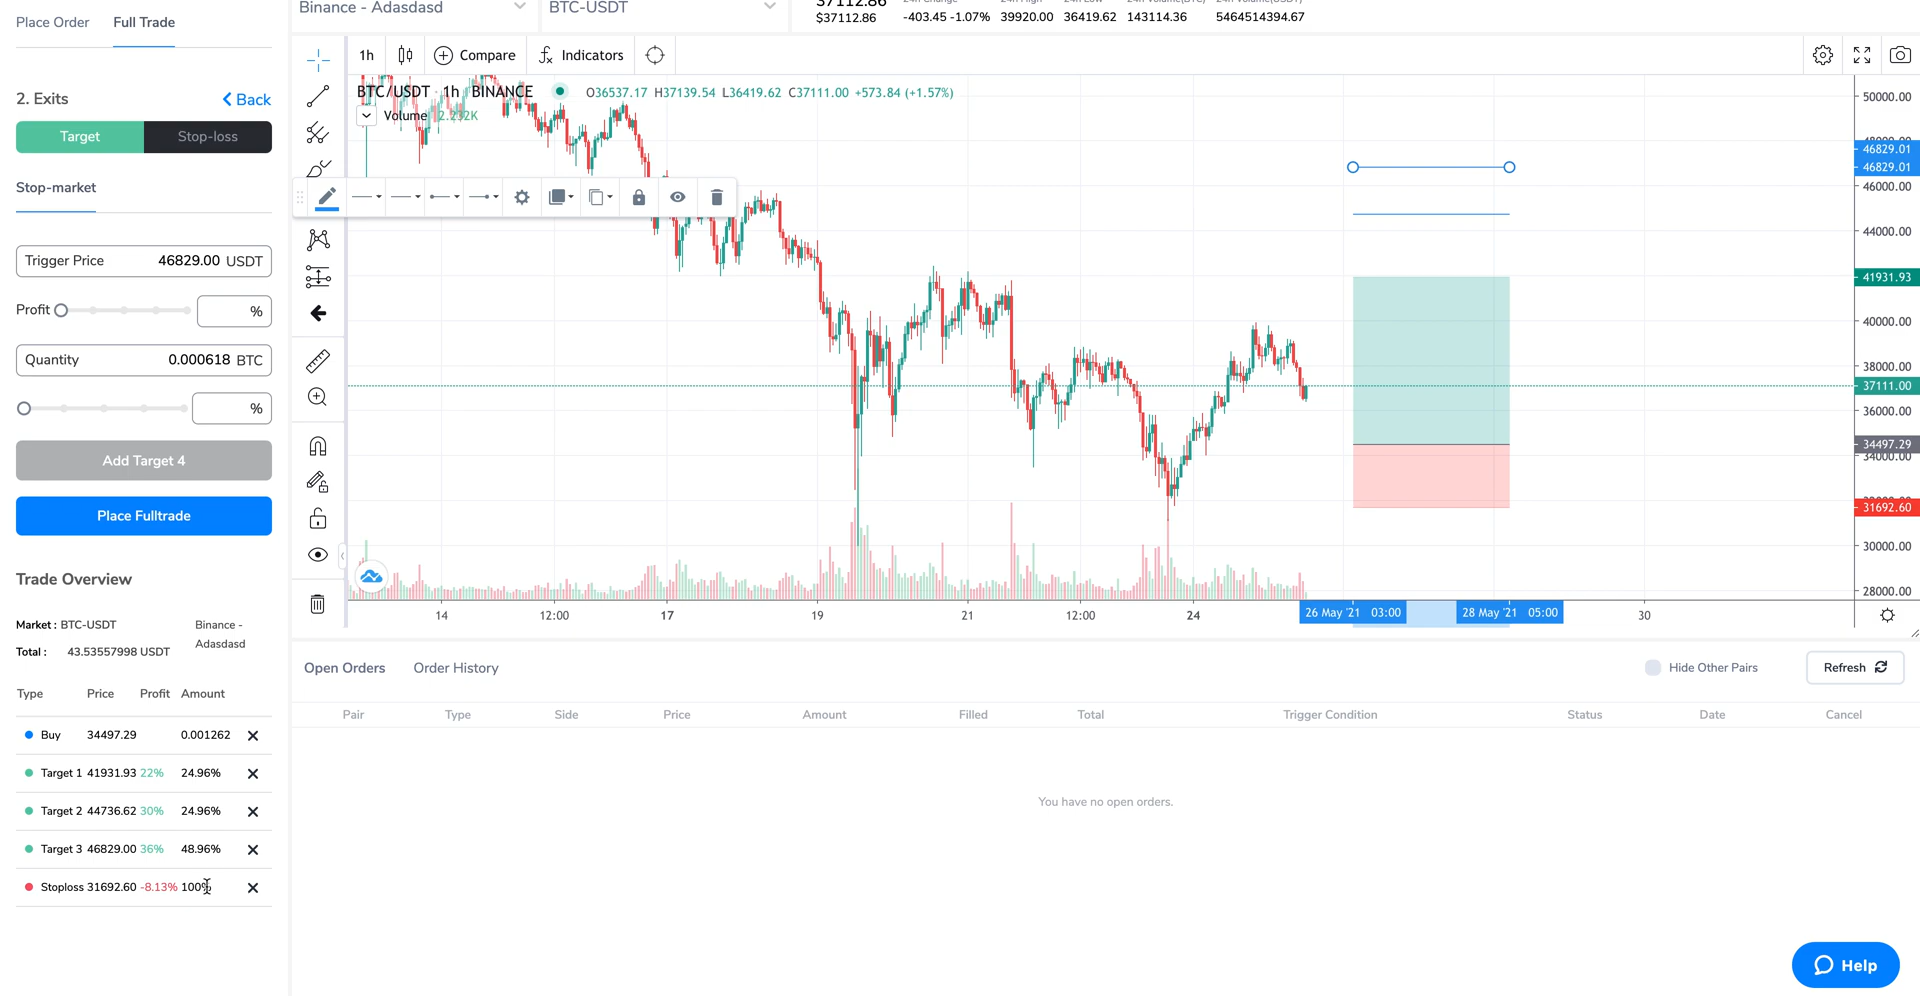 Place Order Full Trade
Binance - Adasdasd BTC-USDT
37112.86
$37112.86 -403.45 -1.07% 39920.00 36419.62 143114.36 5464514394.67
1h Compare Indicators
BTC/USDT · 1h BINANCE O36537.17 H37139.54 L36419.62 C37111.00 +573.84 (+1.57%)
Volume 2.232K
2. Exits Back
Target Stop-loss
Stop-market
Trigger Price 46829.00 USDT
Profit %
Quantity 0.000618 BTC
%
Add Target 4
Place Fulltrade
50000.00
46829.01
46829.01
46000.00
44000.00
41931.93
40000.00
38000.00
37111.00
36000.00
34497.29
34000.00
31692.60
30000.00
28000.00
14 12:00 17 19 21 12:00 24 26 May '21 03:00 28 May '21 05:00 30
Trade Overview
Market : BTC-USDT Binance - Adasdasd
Total : 43.53557998 USDT
Type Price Profit Amount
Buy 34497.29 0.001262
Target 1 41931.93 22% 24.96%
Target 2 44736.62 30% 24.96%
Target 3 46829.00 36% 48.96%
Stoploss 31692.60 -8.13% 100%
Open Orders Order History Hide Other Pairs Refresh
Pair Type Side Price Amount Filled Total Trigger Condition Status Date Cancel
You have no open orders.
Help